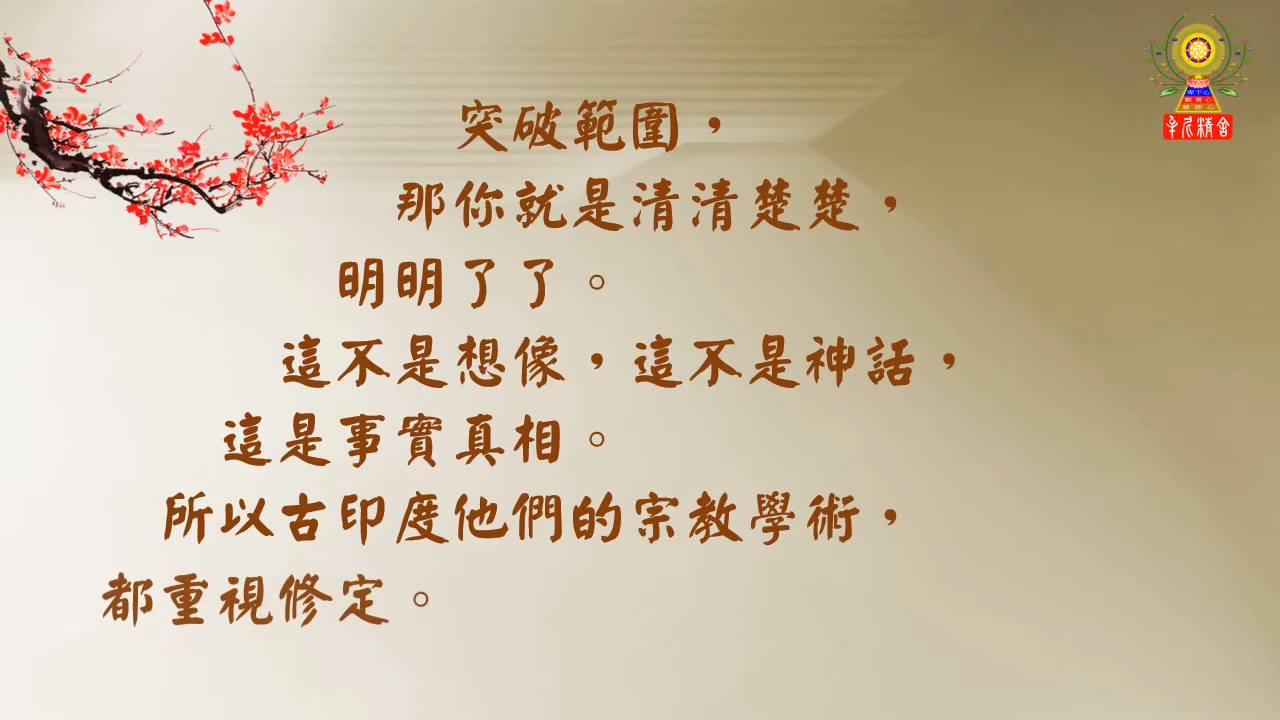 突破範圍，
那你就是清清楚楚，
明明了了。
這不是想像，這不是神話，
這是事實真相。
所以古印度他們的宗教學術，
都重視修定。